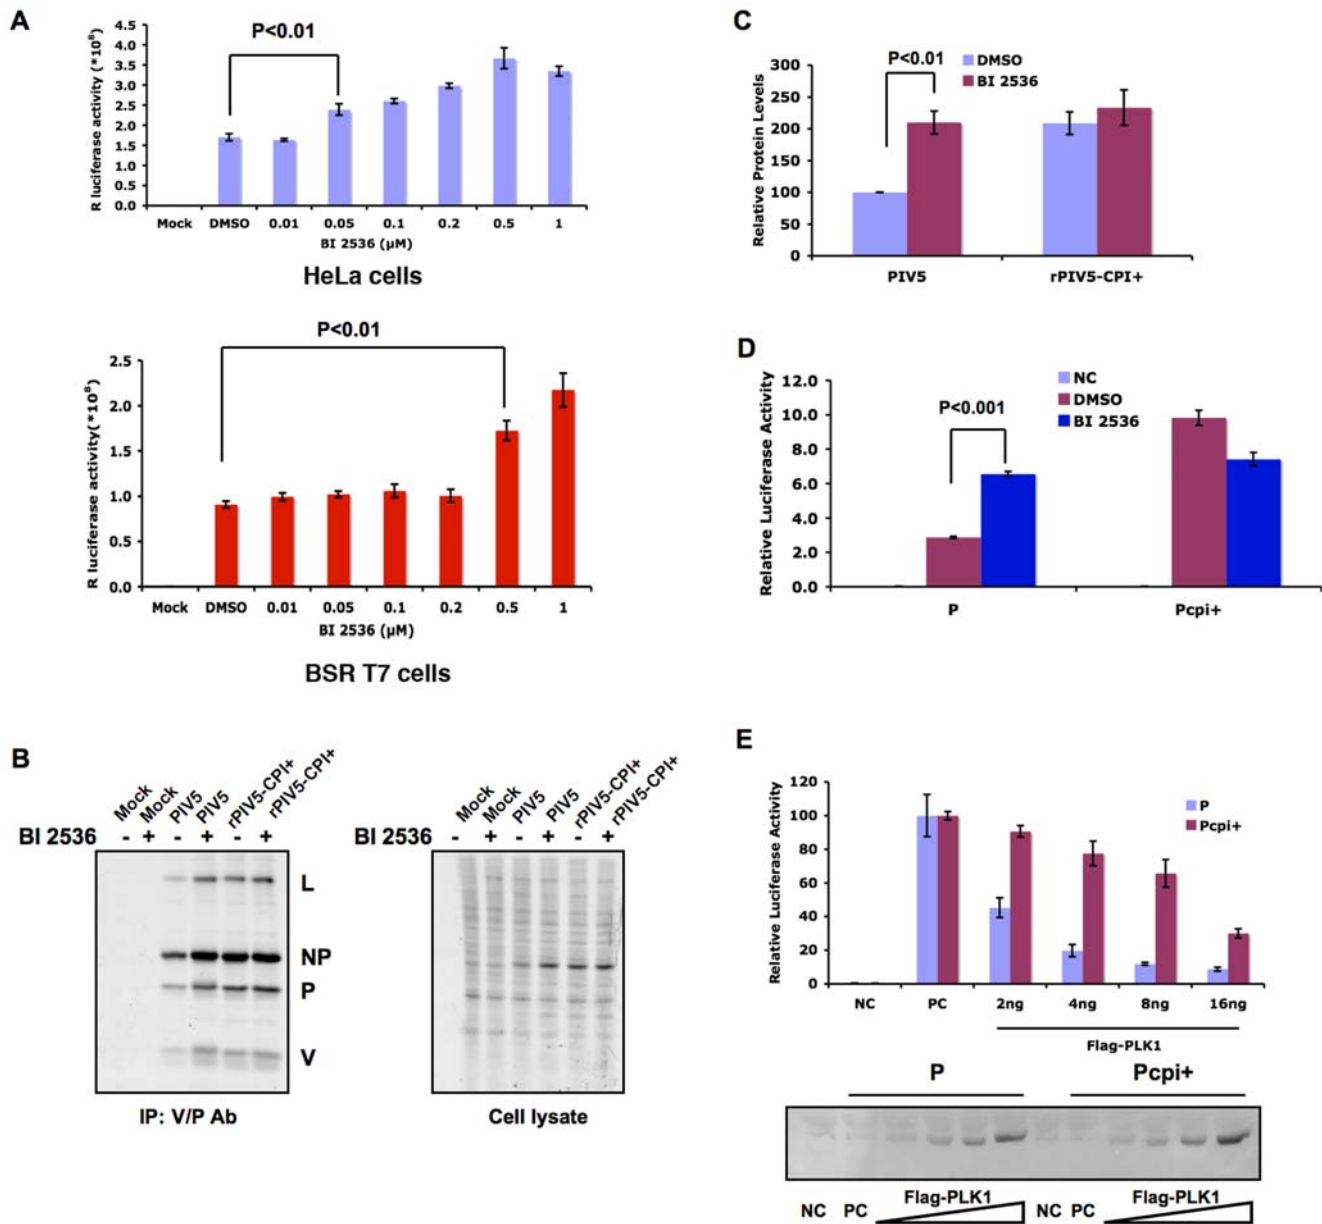 A
R luciferase activity (*10⁸)
4.5
4.0
3.5
3.0
2.5
2.0
1.5
1.0
0.5
0.0
P<0.01
Mock DMSO 0.01 0.05 0.1 0.2 0.5 1
BI 2536 (µM)
HeLa cells
R luciferase activity(*10⁸)
2.5
2.0
1.5
1.0
0.5
0.0
P<0.01
Mock DMSO 0.01 0.05 0.1 0.2 0.5 1
BI 2536 (µM)
BSR T7 cells
B
Mock Mock PIV5 PIV5 rPIV5-CPI+ rPIV5-CPI+
BI 2536 - + - + - +
L
NP
P
V
IP: V/P Ab
Mock Mock PIV5 PIV5 rPIV5-CPI+ rPIV5-CPI+
BI 2536 - + - + - +
Cell lysate
C
Relative Protein Levels
300
250
200
150
100
50
0
P<0.01
DMSO
BI 2536
PIV5 rPIV5-CPI+
D
Relative Luciferase Activity
12.0
10.0
8.0
6.0
4.0
2.0
0.0
P<0.001
NC
DMSO
BI 2536
P Pcpi+
E
Relative Luciferase Activity
120
100
80
60
40
20
0
P
Pcpi+
NC PC 2ng 4ng 8ng 16ng
Flag-PLK1
P Pcpi+
NC PC Flag-PLK1 NC PC Flag-PLK1